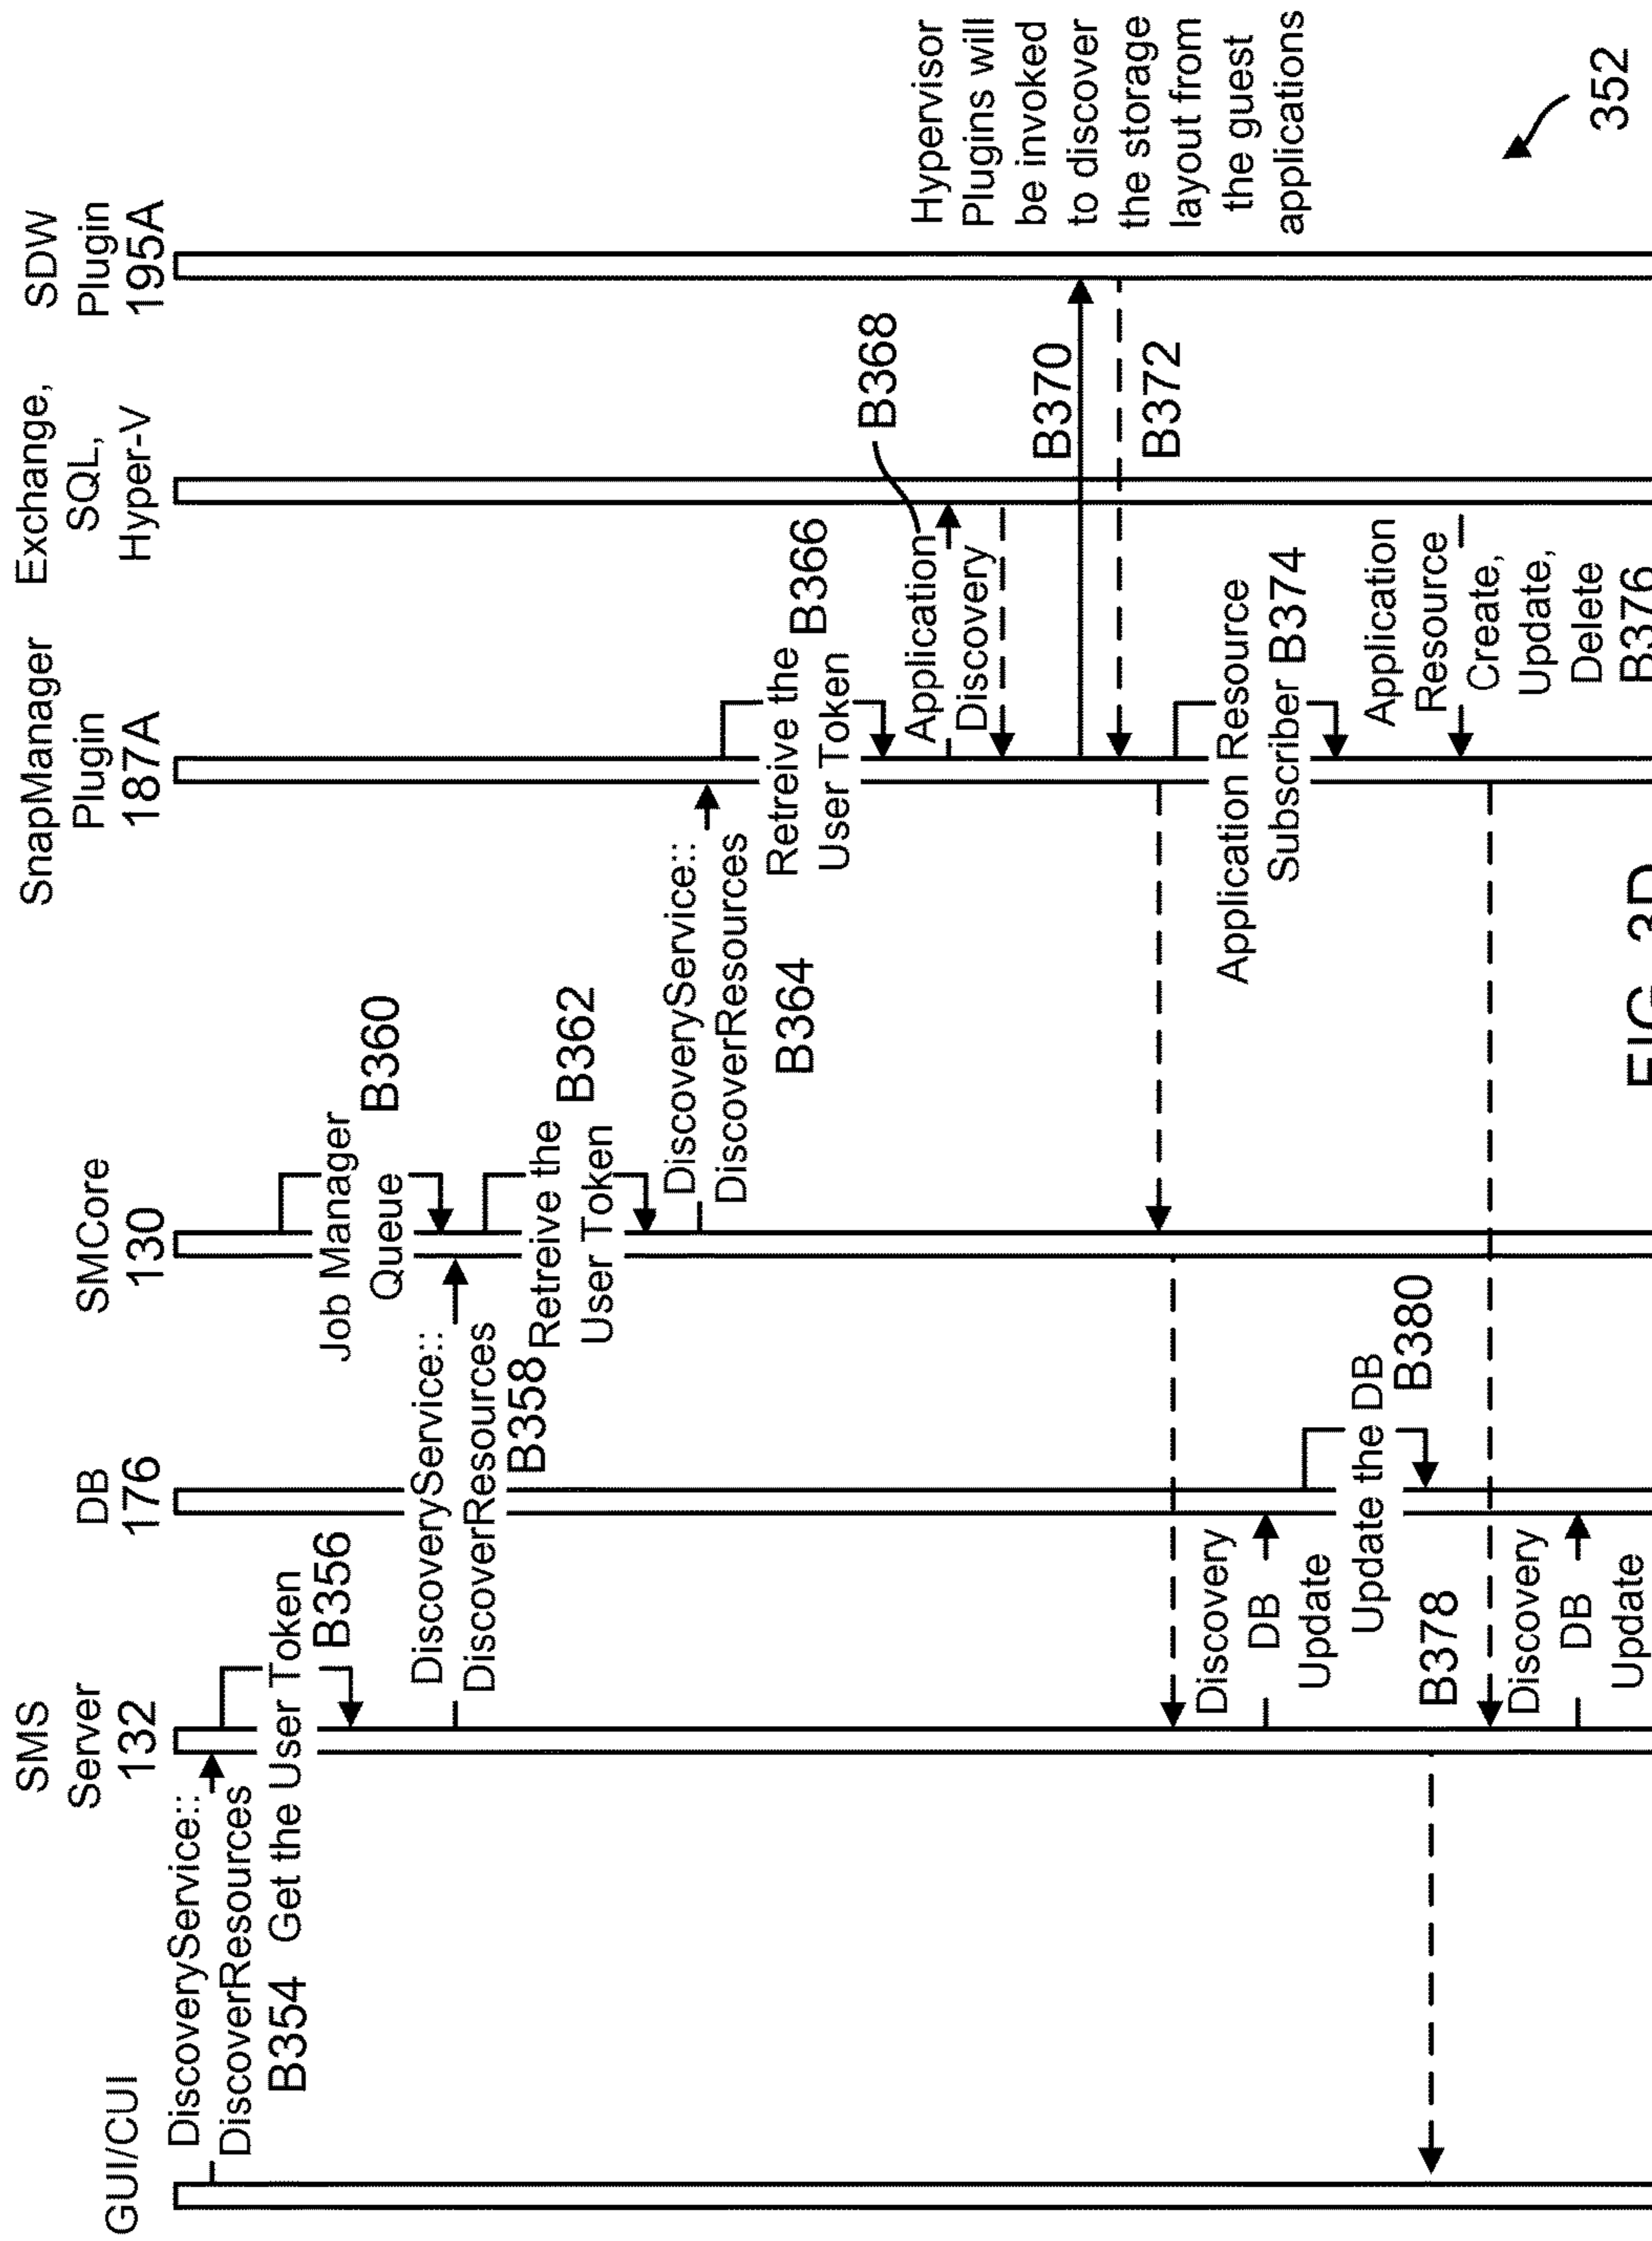 GUI/CUI
SMS
Server
132
DB
176
SMCore
130
SnapManager
Plugin
187A
Exchange,
SQL,
Hyper-V
SDW
Plugin
195A
DiscoveryService::
DiscoverResources
B354
Get the User Token
B356
DiscoveryService::
DiscoverResources
B358
Job Manager
Queue
B360
Retreive the
User Token
B362
DiscoveryService::
DiscoverResources
B364
Retreive the
User Token
B366
Application
Discovery
B368
B370
B372
Hypervisor
Plugins will
be invoked
to discover
the storage
layout from
the guest
applications
Application Resource
Subscriber B374
Discovery
DB
Update
Update the DB
B380
B378
Application
Resource
Create,
Update,
Delete
B376
Discovery
DB
Update
352
FIG. 3D